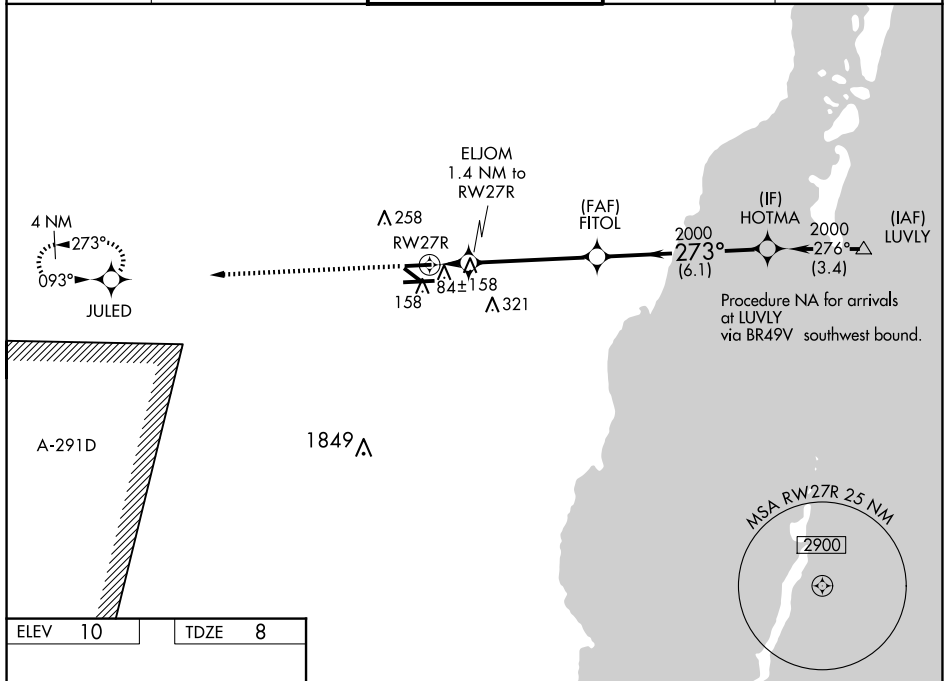 ELJOM
1.4 NM to
RW27R
4 NM
273°
093°
JULED
258
RW27R
158
84±
158
321
(FAF)
FITOL
2000
273°
(6.1)
(IF)
HOTMA
2000
276°
(3.4)
(IAF)
LUVLY
Procedure NA for arrivals
at LUVLY
via BR49V southwest bound.
A-291D
1849
MSA RW27R 25 NM
2900
ELEV 10
TDZE 8